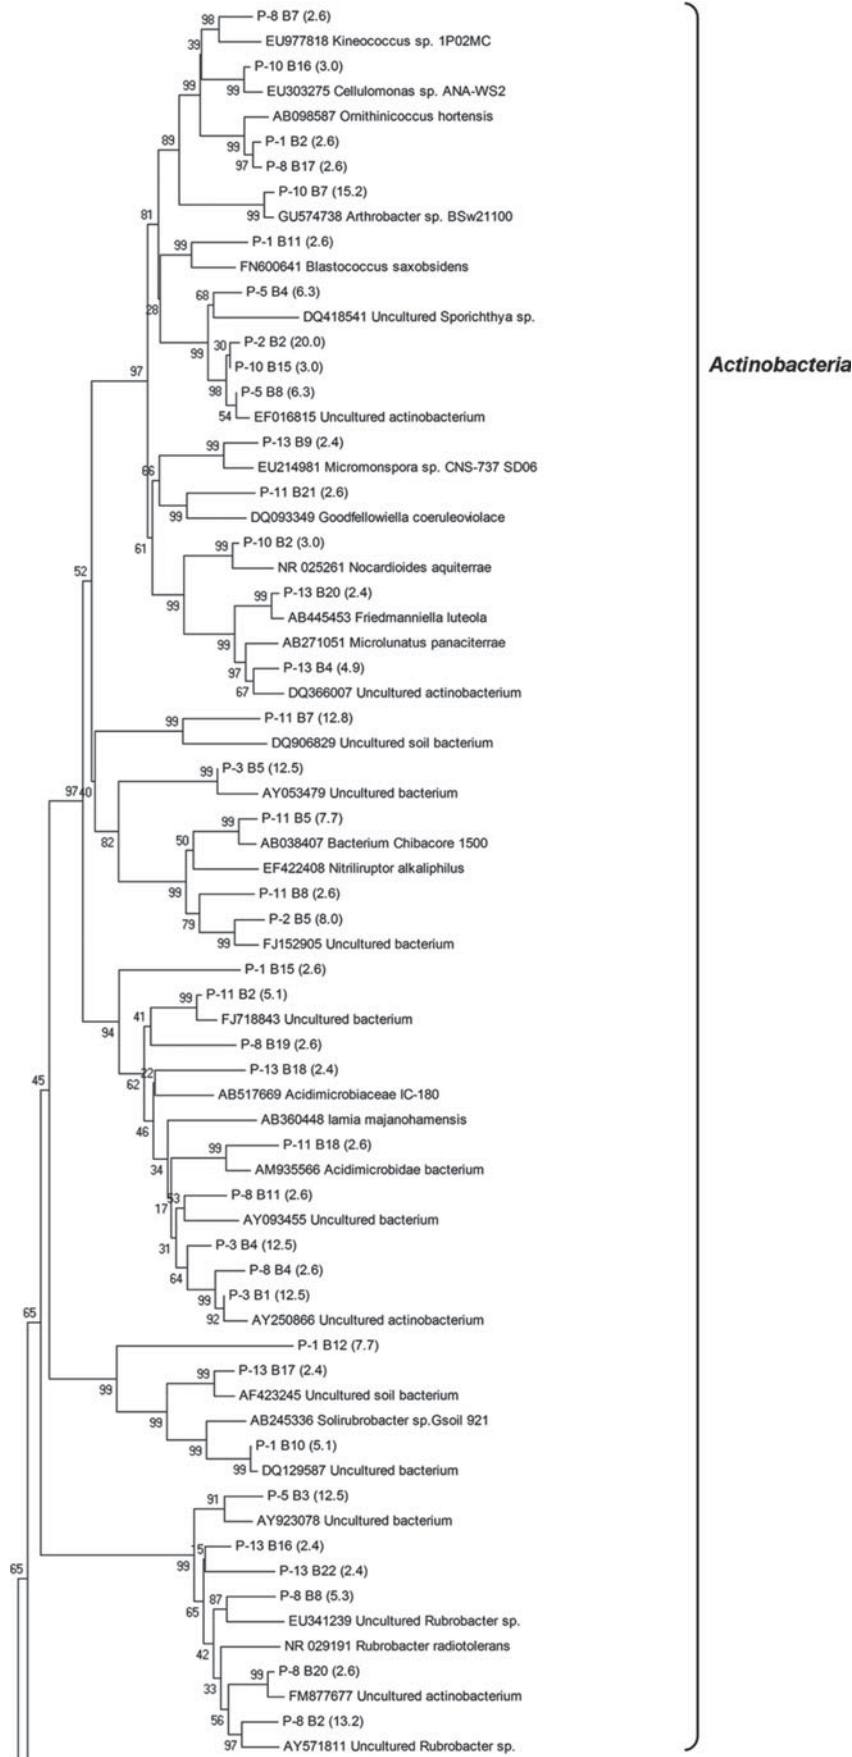 P-8 B7 (2.6)
98
39
EU977818 Kineococcus sp. 1P02MC
P-10 B16 (3.0)
99
99
EU303275 Cellulomonas sp. ANA-WS2
AB098587 Ornithinicoccus hortensis
89
P-1 B2 (2.6)
99
97
P-8 B17 (2.6)
P-10 B7 (15.2)
81
99
GU574738 Arthrobacter sp. BSw21100
P-1 B11 (2.6)
99
FN600641 Blastococcus saxobsidens
P-5 B4 (6.3)
68
28
DQ418541 Uncultured Sporichthya sp.
99
30
P-2 B2 (20.0)
97
P-10 B15 (3.0)
98
P-5 B8 (6.3)
54
EF016815 Uncultured actinobacterium
Actinobacteria
P-13 B9 (2.4)
99
66
EU214981 Micromonspora sp. CNS-737 SD06
P-11 B21 (2.6)
99
DQ093349 Goodfellowiella coeruleoviolace
61
P-10 B2 (3.0)
99
52
NR 025261 Nocardioides aquiterrae
99
P-13 B20 (2.4)
99
AB445453 Friedmanniella luteola
99
AB271051 Microlunatus panaciterrae
97
P-13 B4 (4.9)
67
DQ366007 Uncultured actinobacterium
P-11 B7 (12.8)
99
DQ906829 Uncultured soil bacterium
P-3 B5 (12.5)
99
97
40
AY053479 Uncultured bacterium
P-11 B5 (7.7)
99
82
50
AB038407 Bacterium Chibacore 1500
EF422408 Nitriliruptor alkaliphilus
99
P-11 B8 (2.6)
79
P-2 B5 (8.0)
99
FJ152905 Uncultured bacterium
P-1 B15 (2.6)
P-11 B2 (5.1)
99
94
41
FJ718843 Uncultured bacterium
P-8 B19 (2.6)
45
62
22
P-13 B18 (2.4)
AB517669 Acidimicrobiaceae IC-180
46
AB360448 Iamia majanohamensis
34
P-11 B18 (2.6)
99
AM935566 Acidimicrobidae bacterium
17
53
P-8 B11 (2.6)
AY093455 Uncultured bacterium
31
P-3 B4 (12.5)
64
P-8 B4 (2.6)
99
P-3 B1 (12.5)
65
92
AY250866 Uncultured actinobacterium
P-1 B12 (7.7)
99
P-13 B17 (2.4)
99
AF423245 Uncultured soil bacterium
99
AB245336 Solirubrobacter sp.Gsoil 921
99
P-1 B10 (5.1)
99
DQ129587 Uncultured bacterium
P-5 B3 (12.5)
91
AY923078 Uncultured bacterium
65
99
P-13 B16 (2.4)
P-13 B22 (2.4)
65
87
P-8 B8 (5.3)
EU341239 Uncultured Rubrobacter sp.
42
NR 029191 Rubrobacter radiotolerans
33
99
P-8 B20 (2.6)
FM877677 Uncultured actinobacterium
56
P-8 B2 (13.2)
97
AY571811 Uncultured Rubrobacter sp.